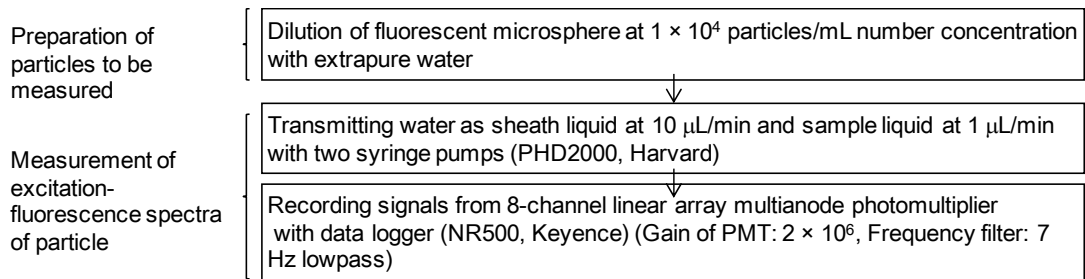 Preparation of
particles to be
measured
Dilution of fluorescent microsphere at 1 × 10⁴ particles/mL number concentration
with extrapure water
Measurement of
excitation-
fluorescence spectra
of particle
Transmitting water as sheath liquid at 10 μL/min and sample liquid at 1 μL/min
with two syringe pumps (PHD2000, Harvard)
Recording signals from 8-channel linear array multianode photomultiplier
with data logger (NR500, Keyence) (Gain of PMT: 2 × 10⁶, Frequency filter: 7
Hz lowpass)